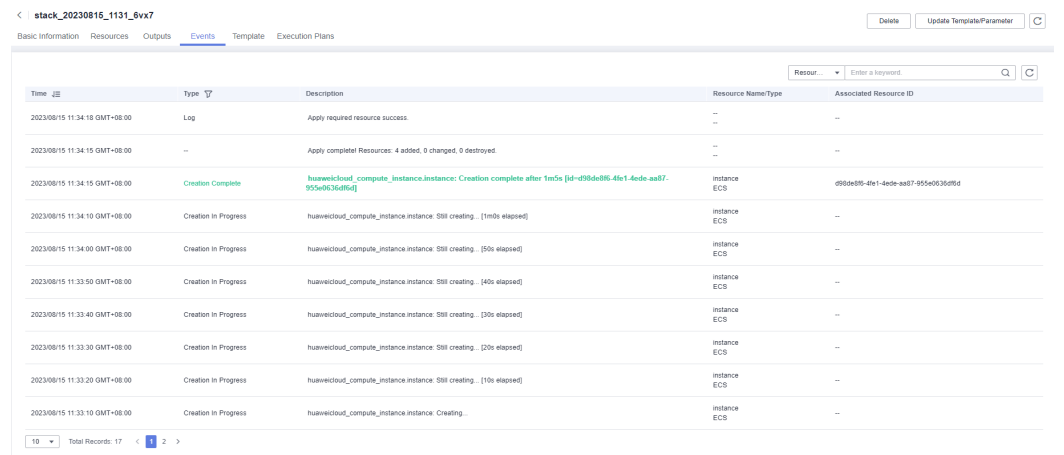 stack_20230815_1131_6vx7
Delete
Update Template/Parameter
Basic Information Resources Outputs Events Template Execution Plans
Resour... Enter a keyword.
Time Type Description Resource Name/Type Associated Resource ID
2023/08/15 11:34:18 GMT+08:00 Log Apply required resource success. -- --
--
2023/08/15 11:34:15 GMT+08:00 -- Apply complete! Resources: 4 added, 0 changed, 0 destroyed. -- --
--
2023/08/15 11:34:15 GMT+08:00 Creation Complete huaweicloud_compute_instance.instance: Creation complete after 1m5s [id=d98de8f6-4fe1-4ede-aa87-955e0636df6d] instance d98de8f6-4fe1-4ede-aa87-955e0636df6d
ECS
2023/08/15 11:34:10 GMT+08:00 Creation In Progress huaweicloud_compute_instance.instance: Still creating... [1m0s elapsed] instance --
ECS
2023/08/15 11:34:00 GMT+08:00 Creation In Progress huaweicloud_compute_instance.instance: Still creating... [50s elapsed] instance --
ECS
2023/08/15 11:33:50 GMT+08:00 Creation In Progress huaweicloud_compute_instance.instance: Still creating... [40s elapsed] instance --
ECS
2023/08/15 11:33:40 GMT+08:00 Creation In Progress huaweicloud_compute_instance.instance: Still creating... [30s elapsed] instance --
ECS
2023/08/15 11:33:30 GMT+08:00 Creation In Progress huaweicloud_compute_instance.instance: Still creating... [20s elapsed] instance --
ECS
2023/08/15 11:33:20 GMT+08:00 Creation In Progress huaweicloud_compute_instance.instance: Still creating... [10s elapsed] instance --
ECS
2023/08/15 11:33:10 GMT+08:00 Creation In Progress huaweicloud_compute_instance.instance: Creating... instance --
ECS
10 Total Records: 17 < 1 2 >